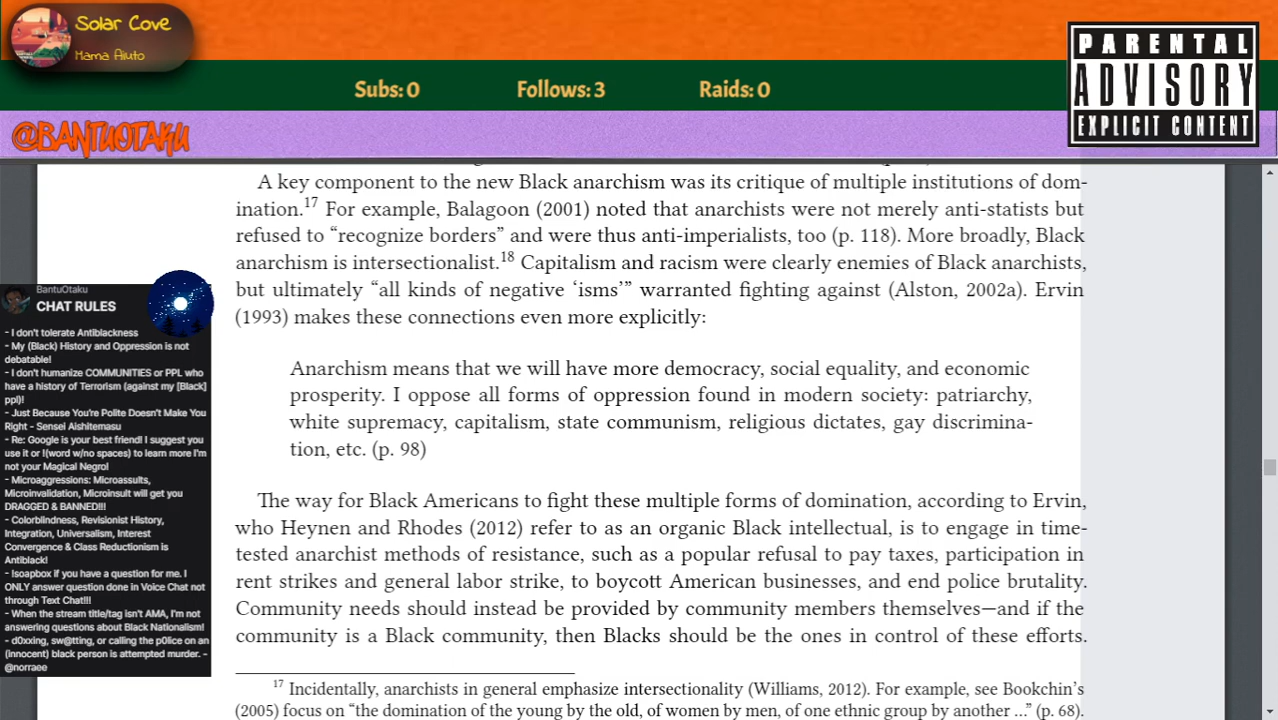 Solar Cove
Mama Aiuto
Subs: 0
Follows: 3
Raids: 0
PARENTAL
ADVISORY
EXPLICIT CONTENT
@BANTUOTAKU
A key component to the new Black anarchism was its critique of multiple institutions of dom-
ination.17 For example, Balagoon (2001) noted that anarchists were not merely anti-statists but
refused to “recognize borders” and were thus anti-imperialists, too (p. 118). More broadly, Black
anarchism is intersectionalist.18 Capitalism and racism were clearly enemies of Black anarchists,
but ultimately “all kinds of negative ‘isms’” warranted fighting against (Alston, 2002a). Ervin
(1993) makes these connections even more explicitly:
Anarchism means that we will have more democracy, social equality, and economic
prosperity. I oppose all forms of oppression found in modern society: patriarchy,
white supremacy, capitalism, state communism, religious dictates, gay discrimina-
tion, etc. (p. 98)
The way for Black Americans to fight these multiple forms of domination, according to Ervin,
who Heynen and Rhodes (2012) refer to as an organic Black intellectual, is to engage in time-
tested anarchist methods of resistance, such as a popular refusal to pay taxes, participation in
rent strikes and general labor strike, to boycott American businesses, and end police brutality.
Community needs should instead be provided by community members themselves—and if the
community is a Black community, then Blacks should be the ones in control of these efforts.
17 Incidentally, anarchists in general emphasize intersectionality (Williams, 2012). For example, see Bookchin’s
(2005) focus on “the domination of the young by the old, of women by men, of one ethnic group by another ...” (p. 68).
BantuOtaku
CHAT RULES
- I don't tolerate Antiblackness
- My (Black) History and Oppression is not
debatable!
- I don't humanize COMMUNITIES or PPL who
have a history of Terrorism (against my [Black]
ppl)!
- Just Because You're Polite Doesn't Make You
Right - Sensei Aishitemasu
- Re: Google is your best friend! I suggest you
use it or !(word w/no spaces) to learn more I'm
not your Magical Negro!
- Microaggressions: Microassults,
Microinvalidation, Microinsult will get you
DRAGGED & BANNED!!!
- Colorblindness, Revisionist History,
Integration, Universalism, Interest
Convergence & Class Reductionism is
Antiblack!
- !soapbox if you have a question for me. I
ONLY answer question done in Voice Chat not
through Text Chat!!!
- When the stream title/tag isn't AMA, I'm not
answering questions about Black Nationalism!
- d0xxing, sw@tting, or calling the p0lice on an
(innocent) black person is attempted murder. -
@norraee